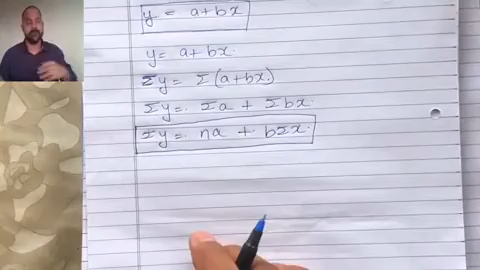 y = a+bx
y = a+bx.
Σy = Σ(a+bx.)
Σy = Σa + Σbx.
Σy = na + bΣx.